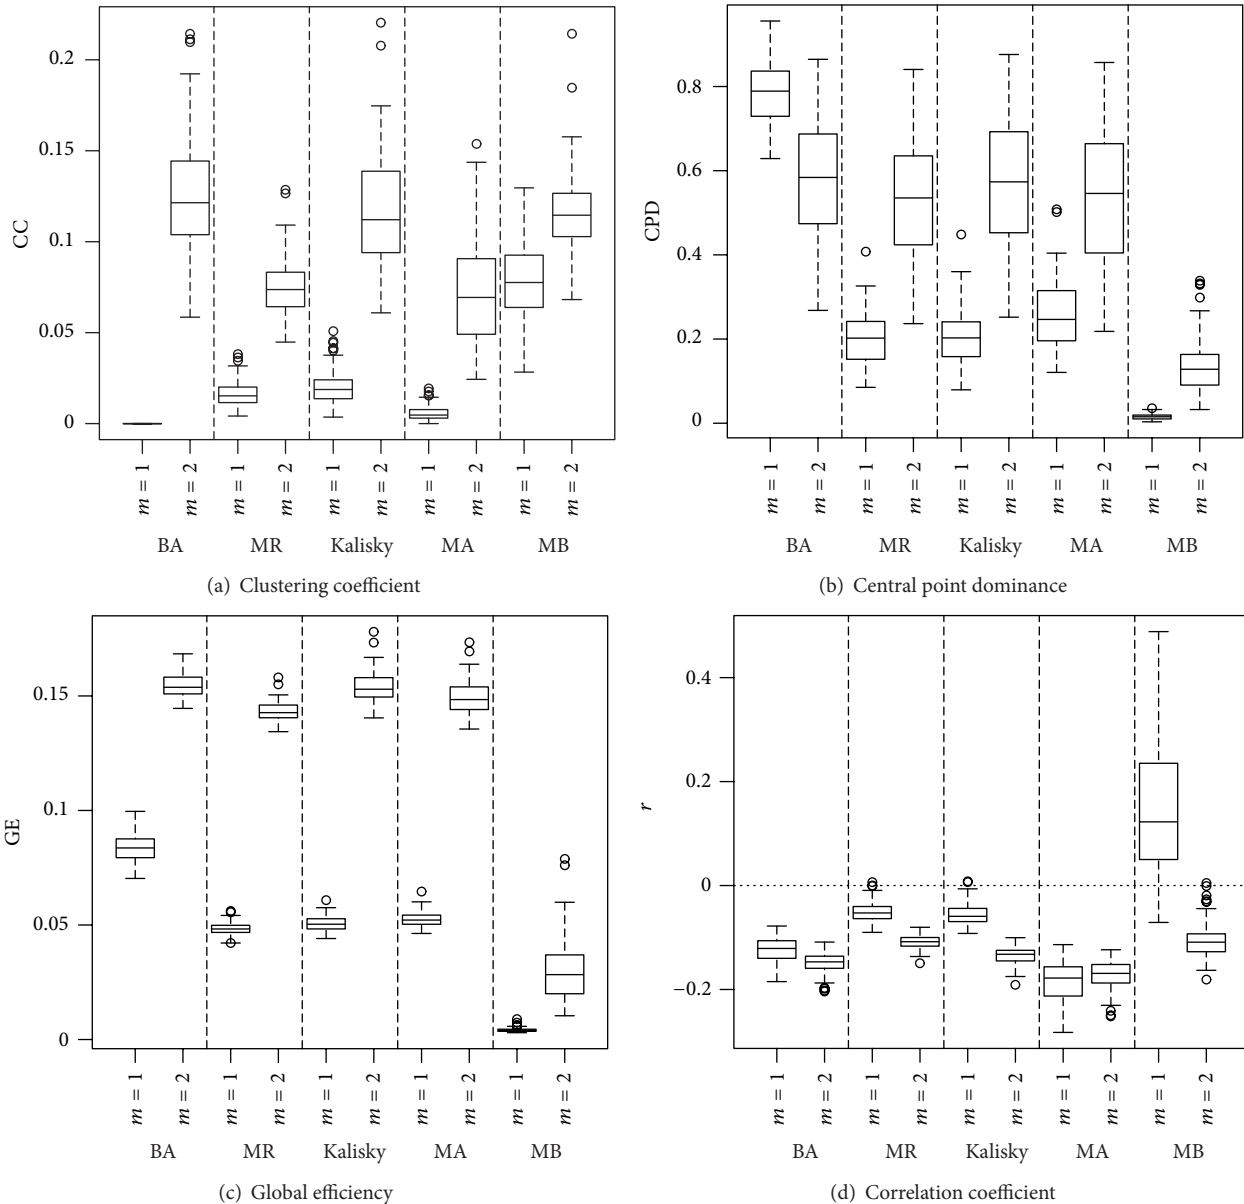 CC
0.2
0.15
0.1
0.05
0
m = 1
m = 2
m = 1
m = 2
m = 1
m = 2
m = 1
m = 2
m = 1
m = 2
BA
MR
Kalisky
MA
MB
(a) Clustering coefficient
CPD
0.8
0.6
0.4
0.2
0
m = 1
m = 2
m = 1
m = 2
m = 1
m = 2
m = 1
m = 2
m = 1
m = 2
BA
MR
Kalisky
MA
MB
(b) Central point dominance
GE
0.15
0.1
0.05
0
m = 1
m = 2
m = 1
m = 2
m = 1
m = 2
m = 1
m = 2
m = 1
m = 2
BA
MR
Kalisky
MA
MB
(c) Global efficiency
r
0.4
0.2
0
−0.2
m = 1
m = 2
m = 1
m = 2
m = 1
m = 2
m = 1
m = 2
m = 1
m = 2
BA
MR
Kalisky
MA
MB
(d) Correlation coefficient